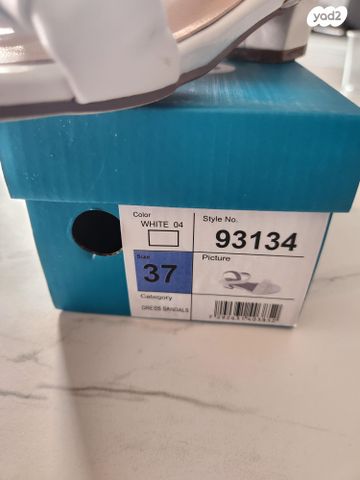 yad2
Color
WHITE 04
Style No.
93134
Size
37
Picture
Category
DRESS SANDALS